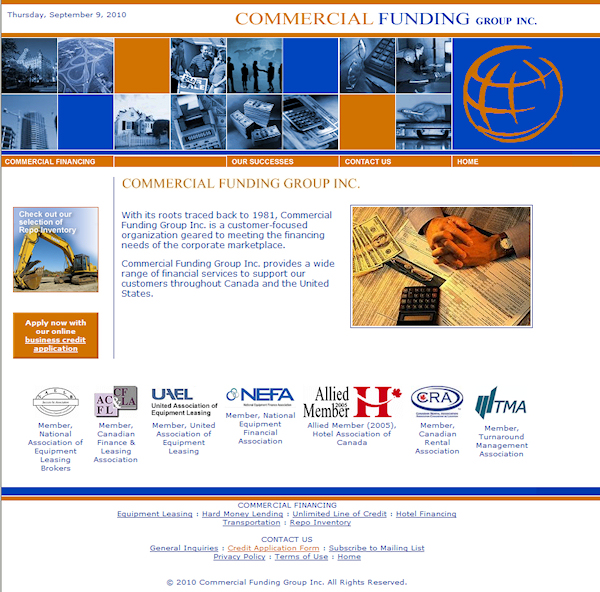 Thursday, September 9, 2010
COMMERCIAL FUNDING GROUP INC.
COMMERCIAL FINANCING
OUR SUCCESSES
CONTACT US
HOME
COMMERCIAL FUNDING GROUP INC.
Check out our
selection of
Repo Inventory
With its roots traced back to 1981, Commercial
Funding Group Inc. is a customer-focused
organization geared to meeting the financing
needs of the corporate marketplace.
Commercial Funding Group Inc. provides a wide
range of financial services to support our
customers throughout Canada and the United
States.
Apply now with
our online
business credit
application
Member,
National
Association of
Equipment
Leasing
Brokers
AC CF
FL LA
Member,
Canadian
Finance &
Leasing
Association
UAEL
United Association of
Equipment Leasing
Member, United
Association of
Equipment
Leasing
NEFA
Member, National
Equipment
Financial
Association
Allied
Member 2005 H
Allied Member (2005),
Hotel Association of
Canada
CRA
Member,
Canadian
Rental
Association
TMA
Member,
Turnaround
Management
Association
COMMERCIAL FINANCING
Equipment Leasing : Hard Money Lending : Unlimited Line of Credit : Hotel Financing
Transportation : Repo Inventory
CONTACT US
General Inquiries : Credit Application Form : Subscribe to Mailing List
Privacy Policy : Terms of Use : Home
© 2010 Commercial Funding Group Inc. All Rights Reserved.